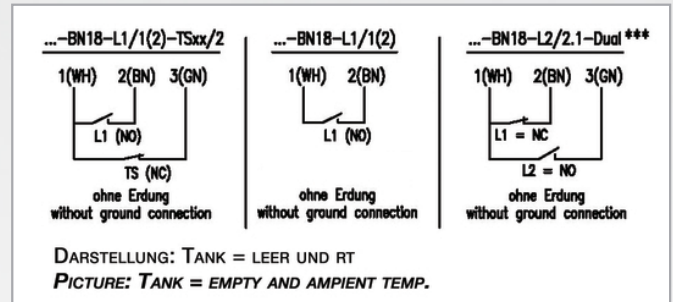 ...-BN18-L1/1(2)-TSxx/2
1(WH) 2(BN) 3(GN)
L1 (NO)
TS (NC)
ohne Erdung
without ground connection
...-BN18-L1/1(2)
1(WH) 2(BN)
L1 (NO)
ohne Erdung
without ground connection
...-BN18-L2/2.1-Dual ***
1(WH) 2(BN) 3(GN)
L1 = NC
L2 = NO
ohne Erdung
without ground connection
DARSTELLUNG: TANK = LEER UND RT
PICTURE: TANK = EMPTY AND AMPIENT TEMP.